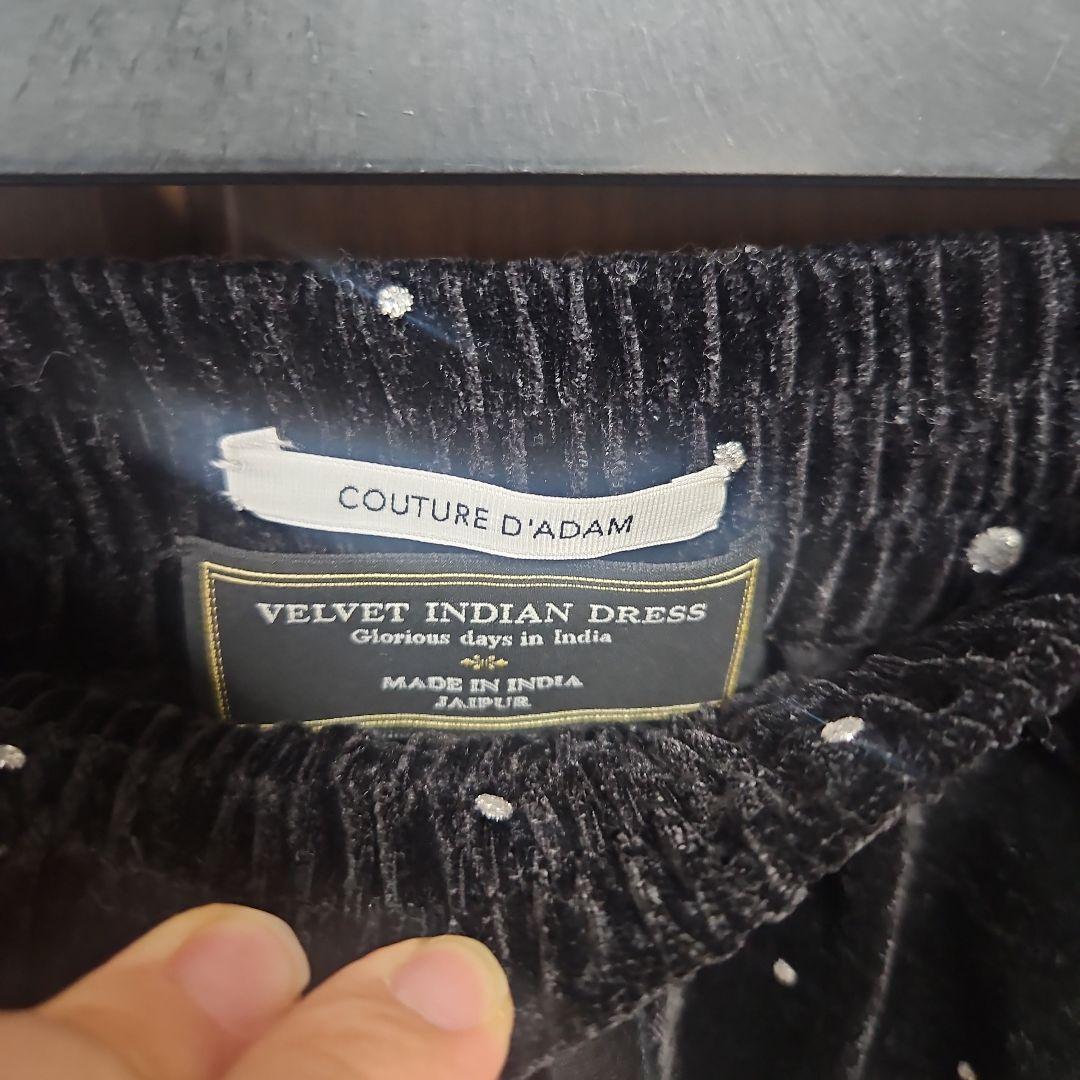 COUTURE D'ADAM
VELVET INDIAN DRESS
Glorious days in India
MADE IN INDIA
JAIPUR